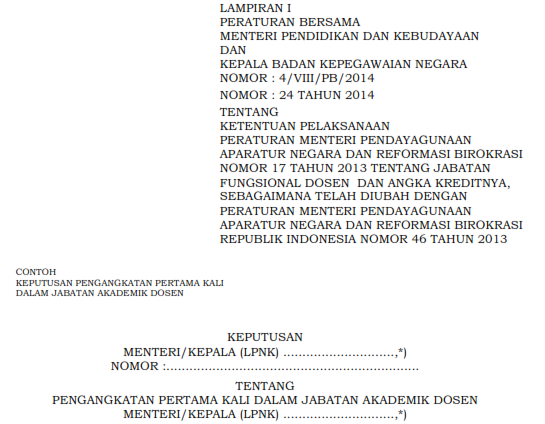 LAMPIRAN I
PERATURAN BERSAMA
MENTERI PENDIDIKAN DAN KEBUDAYAAN
DAN
KEPALA BADAN KEPEGAWAIAN NEGARA
NOMOR : 4/VIII/PB/2014
NOMOR : 24 TAHUN 2014
TENTANG
KETENTUAN PELAKSANAAN
PERATURAN MENTERI PENDAYAGUNAAN
APARATUR NEGARA DAN REFORMASI BIROKRASI
NOMOR 17 TAHUN 2013 TENTANG JABATAN
FUNGSIONAL DOSEN DAN ANGKA KREDITNYA,
SEBAGAIMANA TELAH DIUBAH DENGAN
PERATURAN MENTERI PENDAYAGUNAAN
APARATUR NEGARA DAN REFORMASI BIROKRASI
REPUBLIK INDONESIA NOMOR 46 TAHUN 2013
CONTOH
KEPUTUSAN PENGANGKATAN PERTAMA KALI
DALAM JABATAN AKADEMIK DOSEN
KEPUTUSAN
MENTERI/KEPALA (LPNK) .............................,*)
NOMOR :..................................................................
TENTANG
PENGANGKATAN PERTAMA KALI DALAM JABATAN AKADEMIK DOSEN
MENTERI/KEPALA (LPNK) .............................,*)